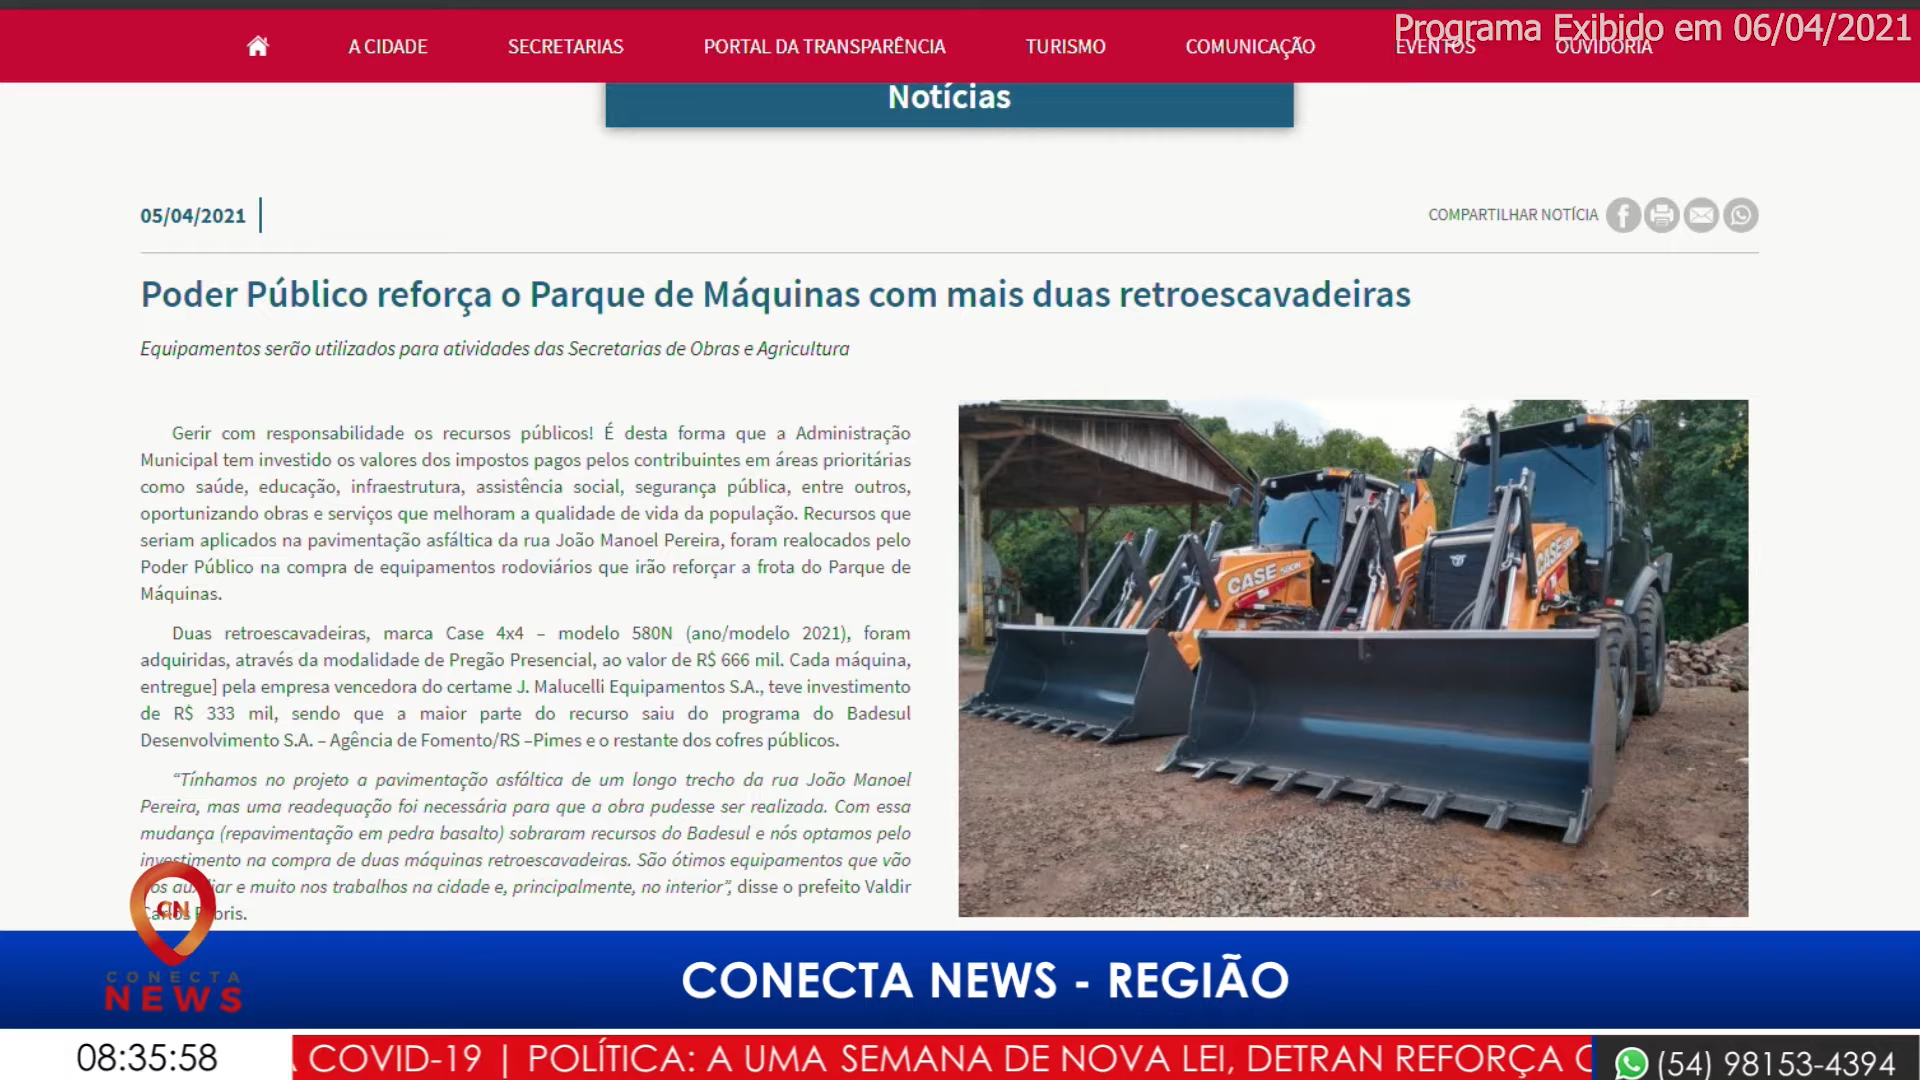 Programa Exibido em 06/04/2021
A CIDADE SECRETARIAS PORTAL DA TRANSPARÊNCIA TURISMO COMUNICAÇÃO EVENTOS OUVIDORIA
Notícias
05/04/2021
COMPARTILHAR NOTÍCIA
Poder Público reforça o Parque de Máquinas com mais duas retroescavadeiras
Equipamentos serão utilizados para atividades das Secretarias de Obras e Agricultura
Gerir com responsabilidade os recursos públicos! É desta forma que a Administração
Municipal tem investido os valores dos impostos pagos pelos contribuintes em áreas prioritárias
como saúde, educação, infraestrutura, assistência social, segurança pública, entre outros,
oportunizando obras e serviços que melhoram a qualidade de vida da população. Recursos que
seriam aplicados na pavimentação asfáltica da rua João Manoel Pereira, foram realocados pelo
Poder Público na compra de equipamentos rodoviários que irão reforçar a frota do Parque de
Máquinas.
Duas retroescavadeiras, marca Case 4x4 – modelo 580N (ano/modelo 2021), foram
adquiridas, através da modalidade de Pregão Presencial, ao valor de R$ 666 mil. Cada máquina,
entregue] pela empresa vencedora do certame J. Malucelli Equipamentos S.A., teve investimento
de R$ 333 mil, sendo que a maior parte do recurso saiu do programa do Badesul
Desenvolvimento S.A. – Agência de Fomento/RS –Pimes e o restante dos cofres públicos.
“Tínhamos no projeto a pavimentação asfáltica de um longo trecho da rua João Manoel
Pereira, mas uma readequação foi necessária para que a obra pudesse ser realizada. Com essa
mudança (repavimentação em pedra basalto) sobraram recursos do Badesul e nós optamos pelo
investimento na compra de duas máquinas retroescavadeiras. São ótimos equipamentos que vão
e muito nos trabalhos na cidade e, principalmente, no interior”, disse o prefeito Valdir
Carlos
CASE 580N
CASE
CN
CONECTA
NEWS
CONECTA NEWS - REGIÃO
08:35:58
COVID-19 | POLÍTICA: A UMA SEMANA DE NOVA LEI, DETRAN REFORÇA
(54) 98153-4394